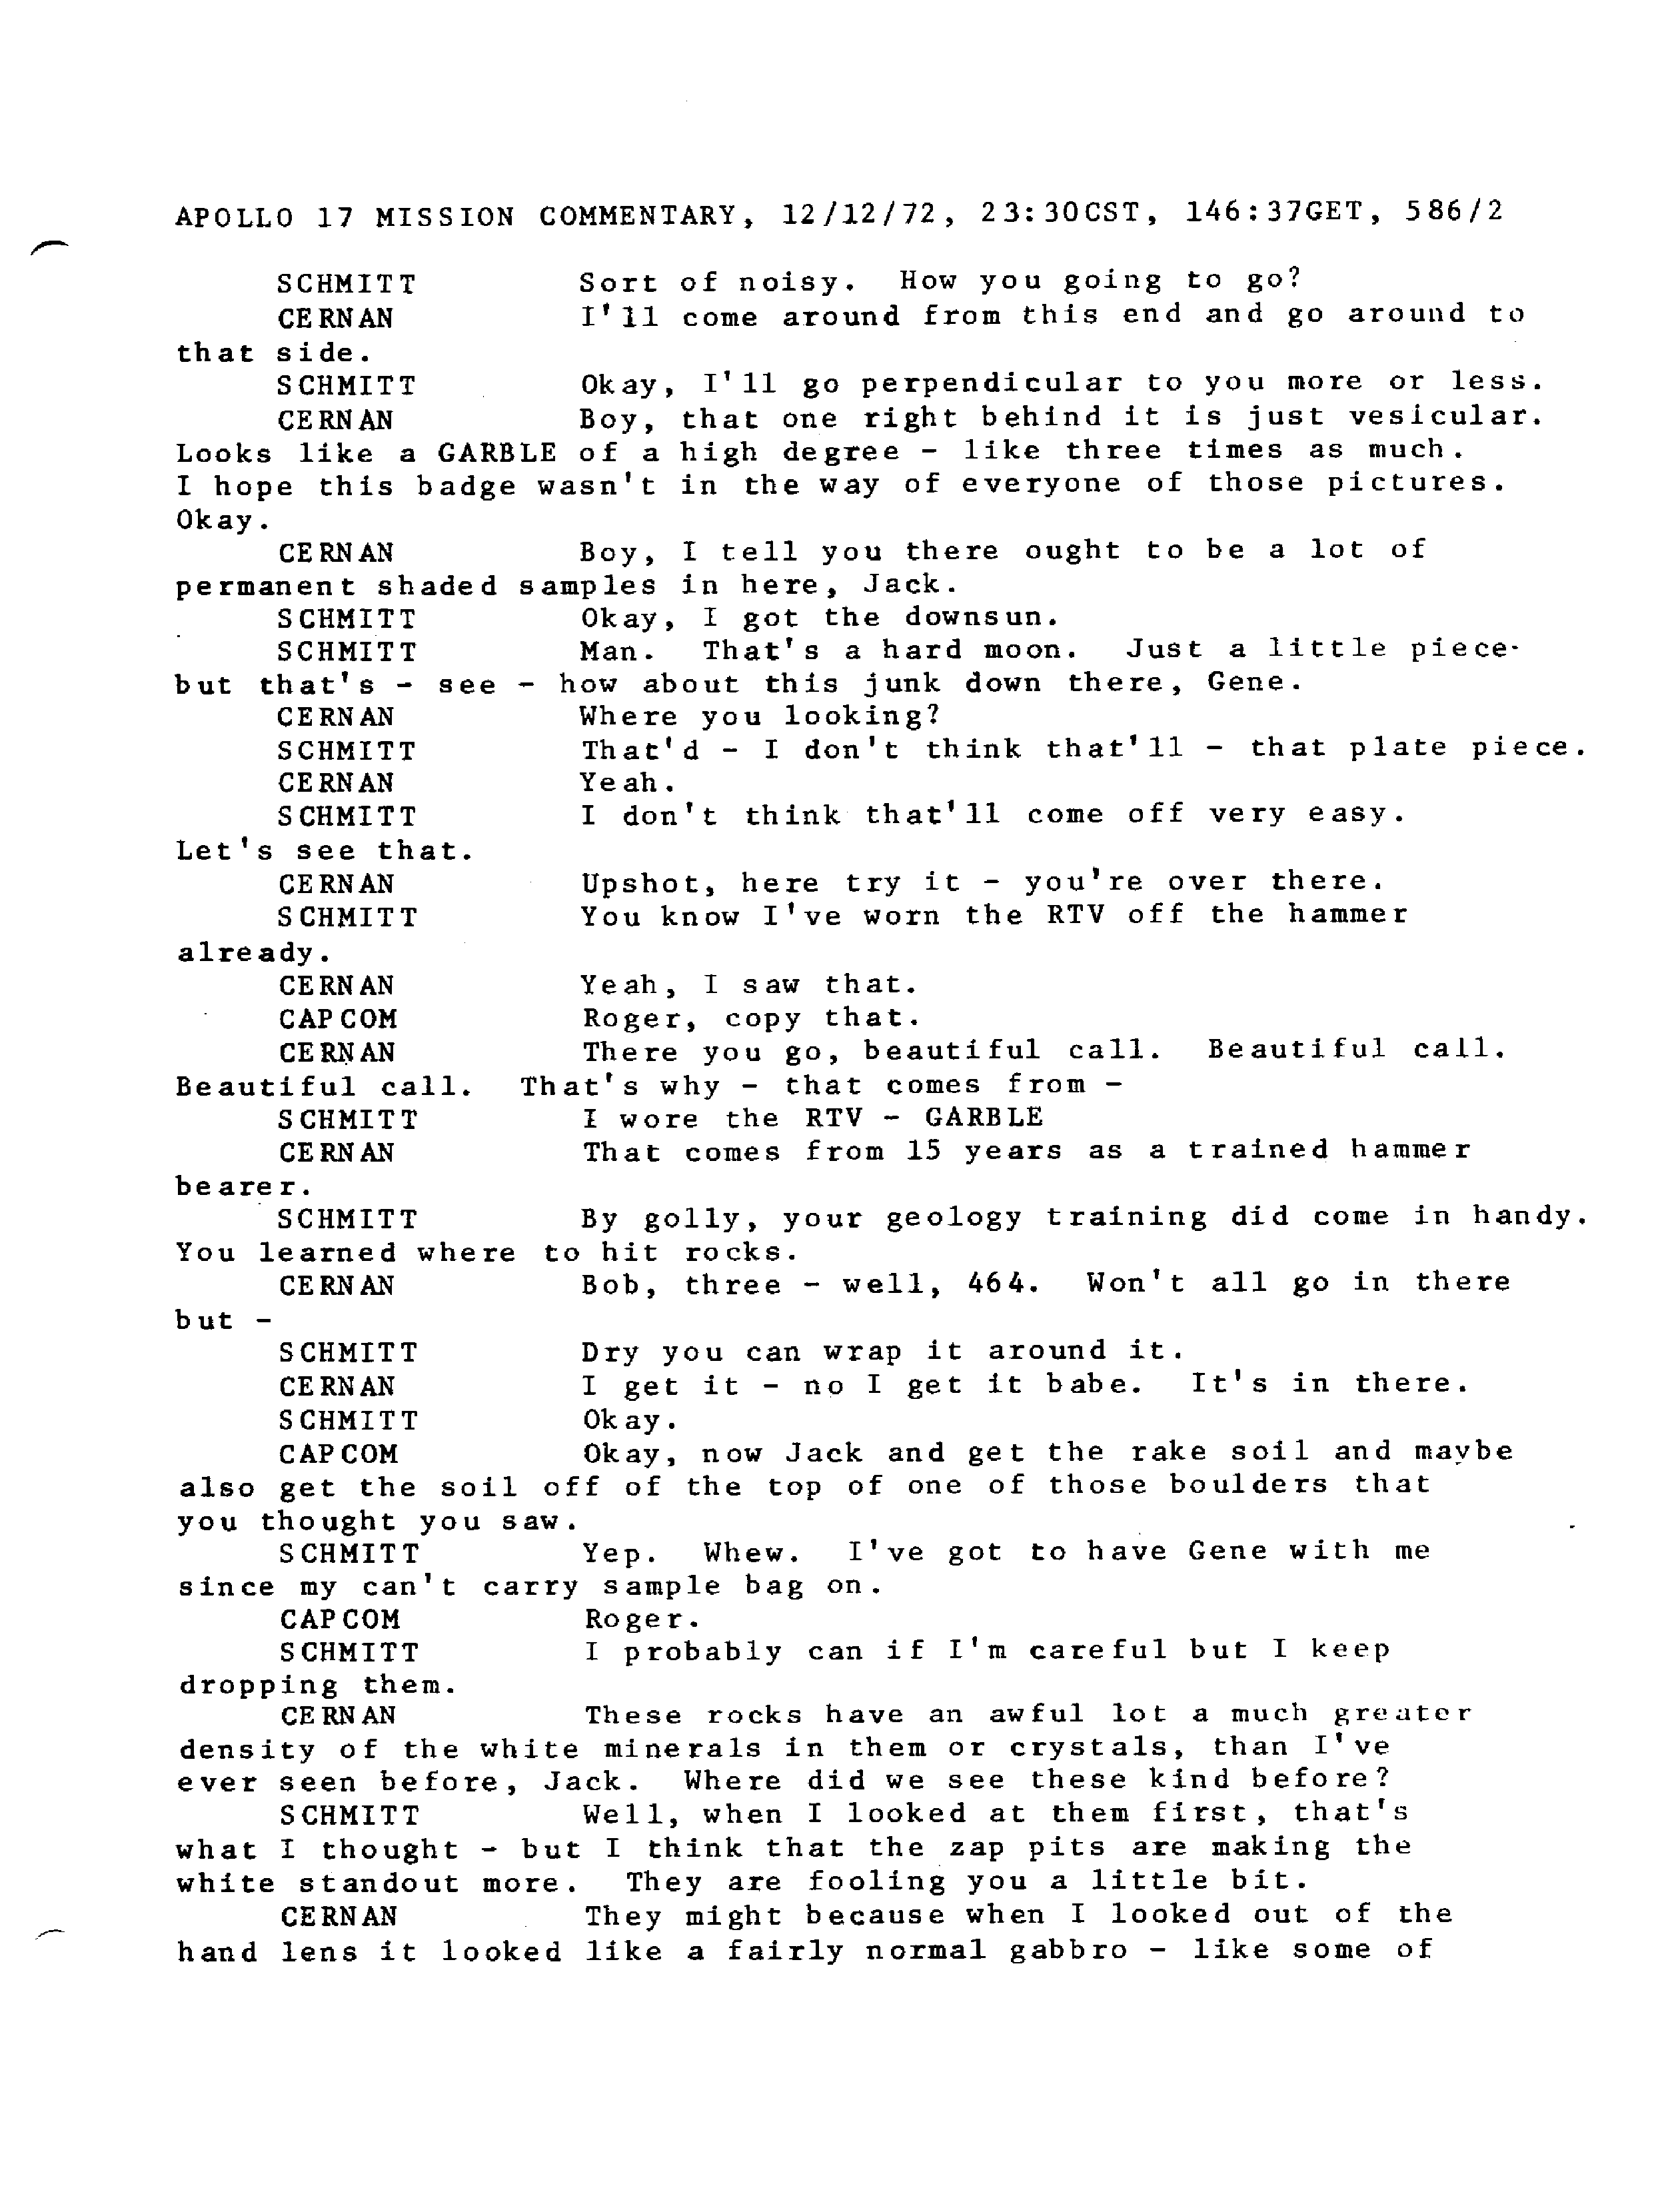 APOLLO 17 MISSION COMMENTARY, 12/12/72, 23:30CST, 146:37GET, 586/2
SCHMITT Sort of noisy. How you going to go?
CERNAN I'll come around from this end and go around to
that side.
SCHMITT Okay, I'll go perpendicular to you more or less.
CERNAN Boy, that one right behind it is just vesicular.
Looks like a GARBLE of a high degree - like three times as much.
I hope this badge wasn't in the way of everyone of those pictures.
Okay.
CERNAN Boy, I tell you there ought to be a lot of
permanent shaded samples in here, Jack.
SCHMITT Okay, I got the downsun.
SCHMITT Man. That's a hard moon. Just a little piece-
but that's - see - how about this junk down there, Gene.
CERNAN Where you looking?
SCHMITT That'd - I don't think that'll - that plate piece.
CERNAN Yeah.
SCHMITT I don't think that'll come off very easy.
Let's see that.
CERNAN Upshot, here try it - you're over there.
SCHMITT You know I've worn the RTV off the hammer
already.
CERNAN Yeah, I saw that.
CAPCOM Roger, copy that.
CERNAN There you go, beautiful call. Beautiful call.
Beautiful call. That's why - that comes from -
SCHMITT I wore the RTV - GARBLE
CERNAN That comes from 15 years as a trained hammer
bearer.
SCHMITT By golly, your geology training did come in handy.
You learned where to hit rocks.
CERNAN Bob, three - well, 464. Won't all go in there
but -
SCHMITT Dry you can wrap it around it.
CERNAN I get it - no I get it babe. It's in there.
SCHMITT Okay.
CAPCOM Okay, now Jack and get the rake soil and maybe
also get the soil off of the top of one of those boulders that
you thought you saw.
SCHMITT Yep. Whew. I've got to have Gene with me
since my can't carry sample bag on.
CAPCOM Roger.
SCHMITT I probably can if I'm careful but I keep
dropping them.
CERNAN These rocks have an awful lot a much greater
density of the white minerals in them or crystals, than I've
ever seen before, Jack. Where did we see these kind before?
SCHMITT Well, when I looked at them first, that's
what I thought - but I think that the zap pits are making the
white standout more. They are fooling you a little bit.
CERNAN They might because when I looked out of the
hand lens it looked like a fairly normal gabbro - like some of